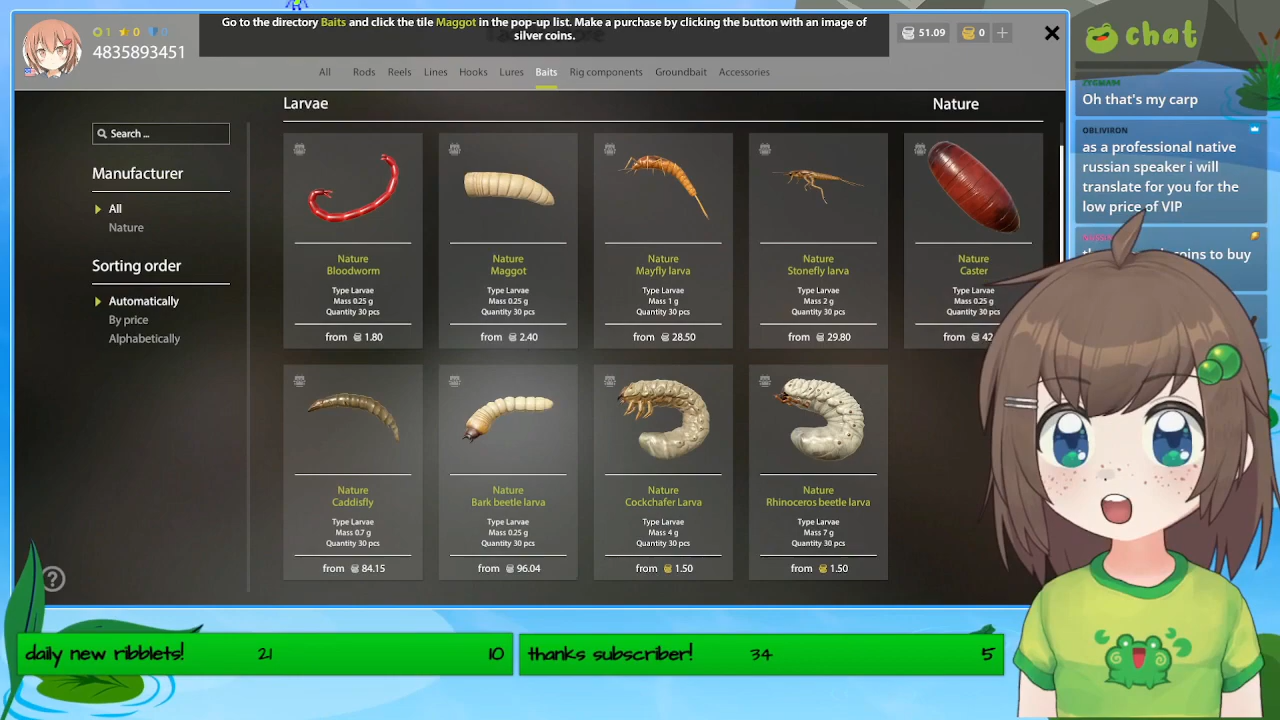 Go to the directory Baits and click the tile Maggot in the pop-up list. Make a purchase by clicking the button with an image of
silver coins.
1 0 0
4835893451
51.09 0 +
All Rods Reels Lines Hooks Lures Baits Rig components Groundbait Accessories
Search ...
Manufacturer
All
Nature
Sorting order
Automatically
By price
Alphabetically
Larvae Nature
Nature
Bloodworm
Type Larvae
Mass 0.25 g
Quantity 30 pcs
from 1.80
Nature
Maggot
Type Larvae
Mass 0.25 g
Quantity 30 pcs
from 2.40
Nature
Mayfly larva
Type Larvae
Mass 1 g
Quantity 30 pcs
from 28.50
Nature
Stonefly larva
Type Larvae
Mass 2 g
Quantity 30 pcs
from 29.80
Nature
Caster
Type Larvae
Mass 0.25 g
Quantity 30 pcs
from 42
Nature
Caddisfly
Type Larvae
Mass 0.7 g
Quantity 30 pcs
from 84.15
Nature
Bark beetle larva
Type Larvae
Mass 0.25 g
Quantity 30 pcs
from 96.04
Nature
Cockchafer Larva
Type Larvae
Mass 4 g
Quantity 30 pcs
from 1.50
Nature
Rhinoceros beetle larva
Type Larvae
Mass 7 g
Quantity 30 pcs
from 1.50
?
chat
Oh that's my carp
OBLIVIRON
as a professional native
russian speaker i will
translate for you for the
low price of VIP
to buy
daily new ribblets! 21 10
thanks subscriber! 34 5